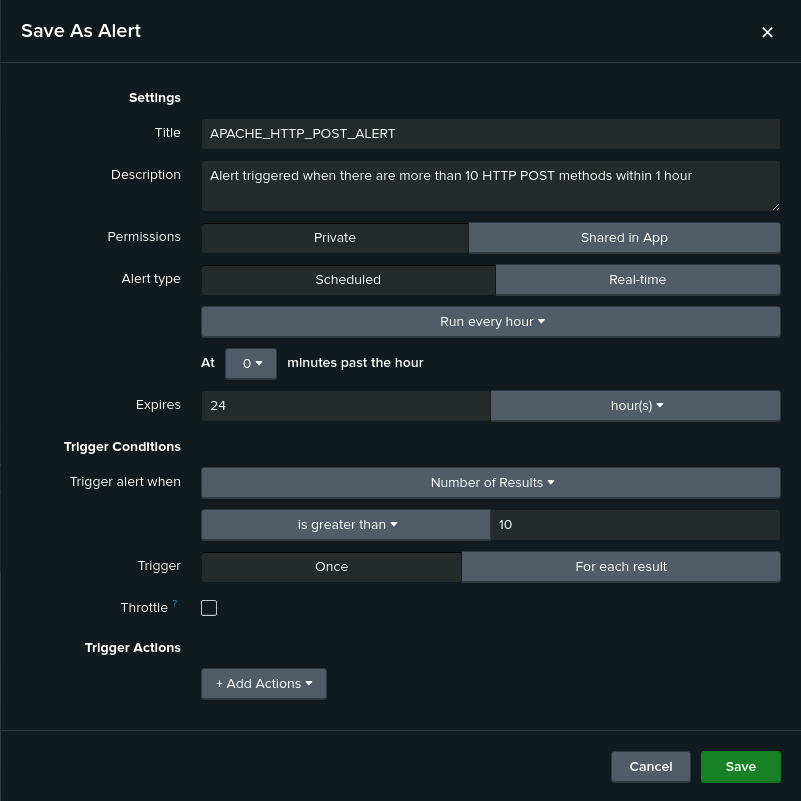 Save As Alert
Settings
Title APACHE_HTTP_POST_ALERT
Description Alert triggered when there are more than 10 HTTP POST methods within 1 hour
Permissions Private Shared in App
Alert type Scheduled Real-time
Run every hour
At 0 minutes past the hour
Expires 24 hour(s)
Trigger Conditions
Trigger alert when Number of Results
is greater than 10
Trigger Once For each result
Throttle ?
Trigger Actions
+ Add Actions
Cancel Save